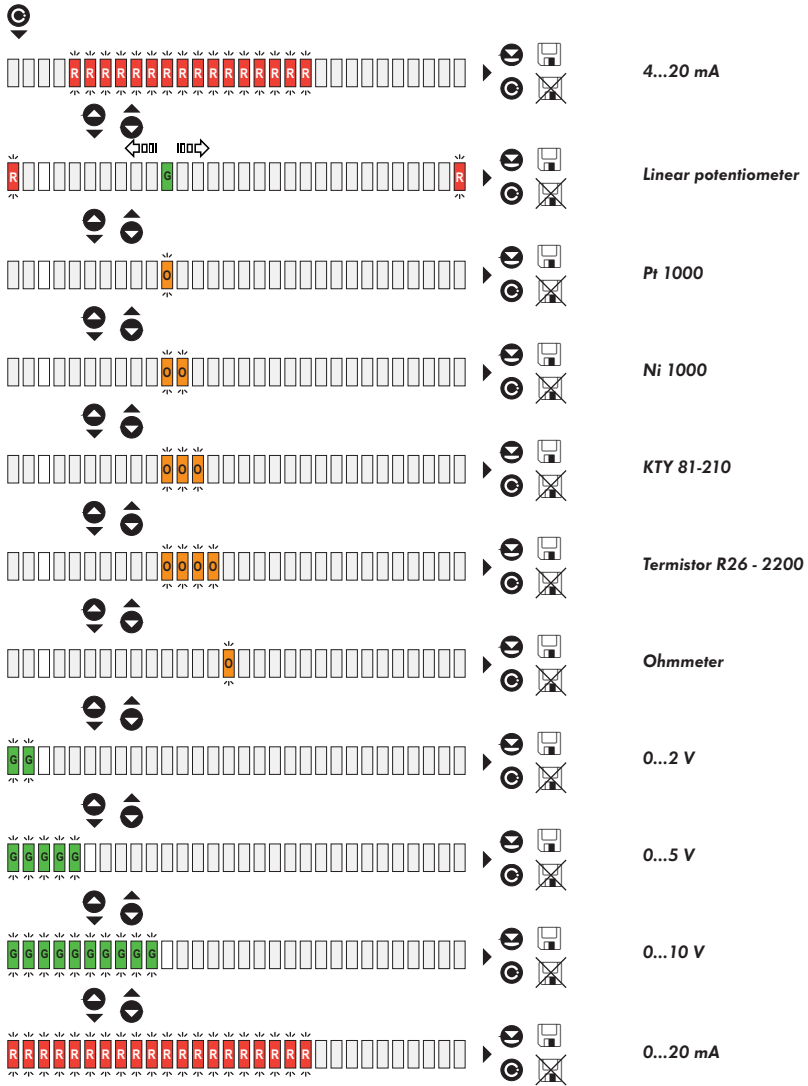 R R R R R R R R R R R R R R R R 4...20 mA
R G R Linear potentiometer
O Pt 1000
O O Ni 1000
O O O KTY 81-210
O O O O Termistor R26 - 2200
O Ohmmeter
G G 0...2 V
G G G G G 0...5 V
G G G G G G G G G G 0...10 V
R R R R R R R R R R R R R R R R R R R R 0...20 mA